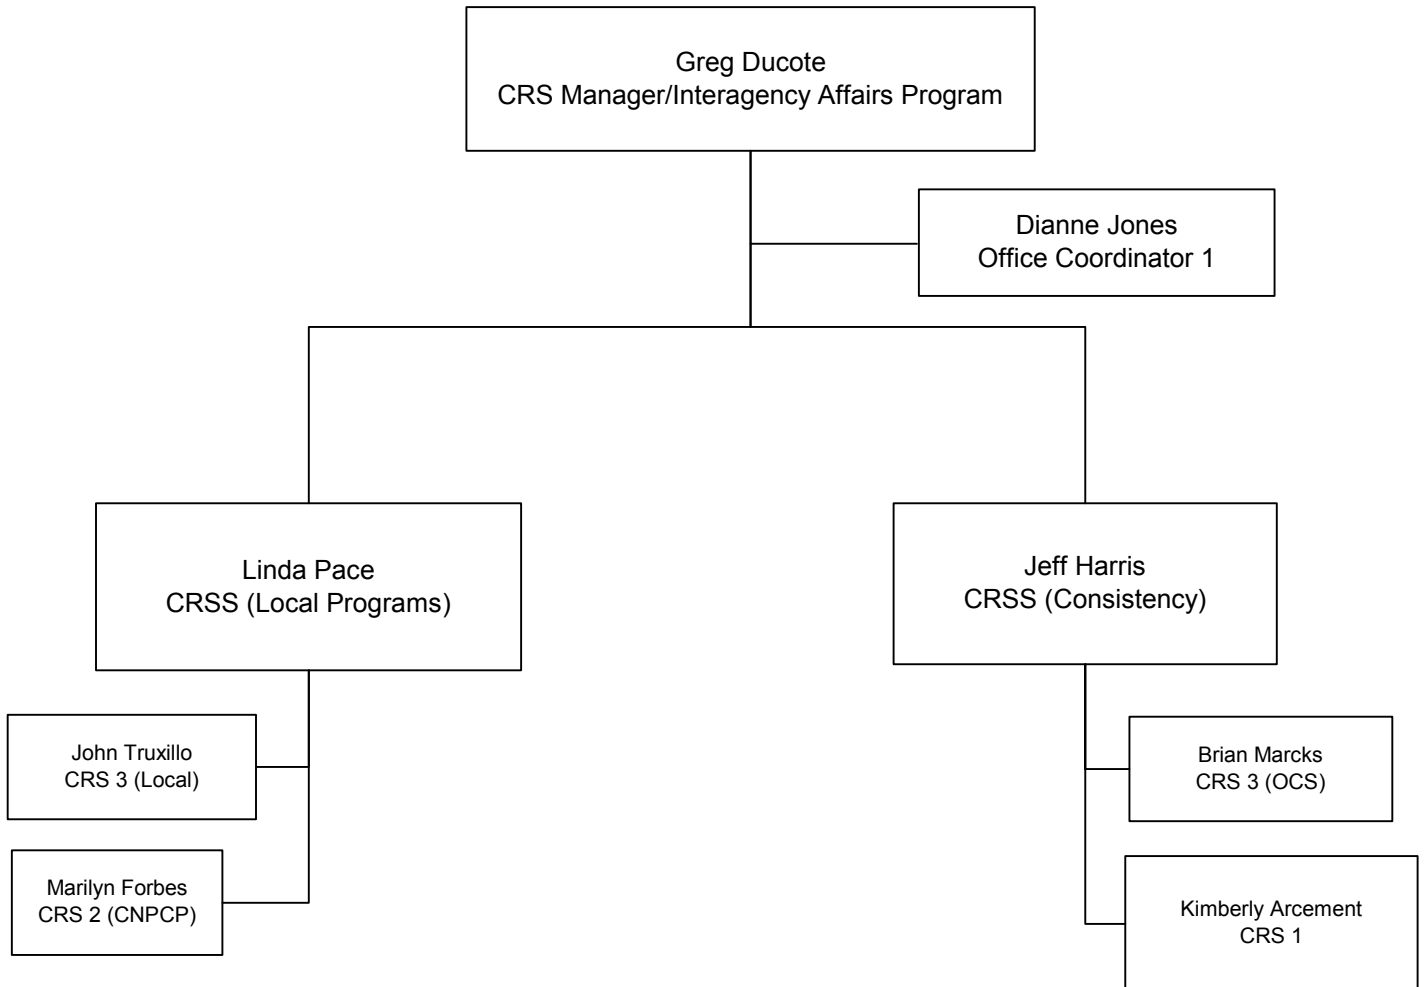 Greg Ducote
CRS Manager/Interagency Affairs Program
Dianne Jones
Office Coordinator 1
Linda Pace
CRSS (Local Programs)
Jeff Harris
CRSS (Consistency)
John Truxillo
CRS 3 (Local)
Brian Marcks
CRS 3 (OCS)
Marilyn Forbes
CRS 2 (CNPCP)
Kimberly Arcement
CRS 1